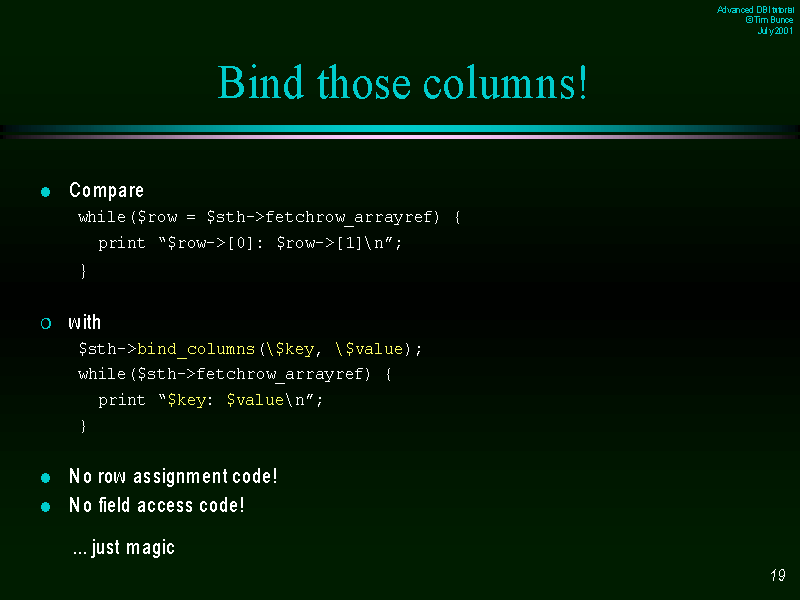 Advanced DBI tutorial
© Tim Bunce
July 2001
Bind those columns!
Compare
while($row = $sth->fetchrow_arrayref) {
print “$row->[0]: $row->[1]\n”;
}
with
$sth->bind_columns(\$key, \$value);
while($sth->fetchrow_arrayref) {
print “$key: $value\n”;
}
No row assignment code!
No field access code!
... just magic
19